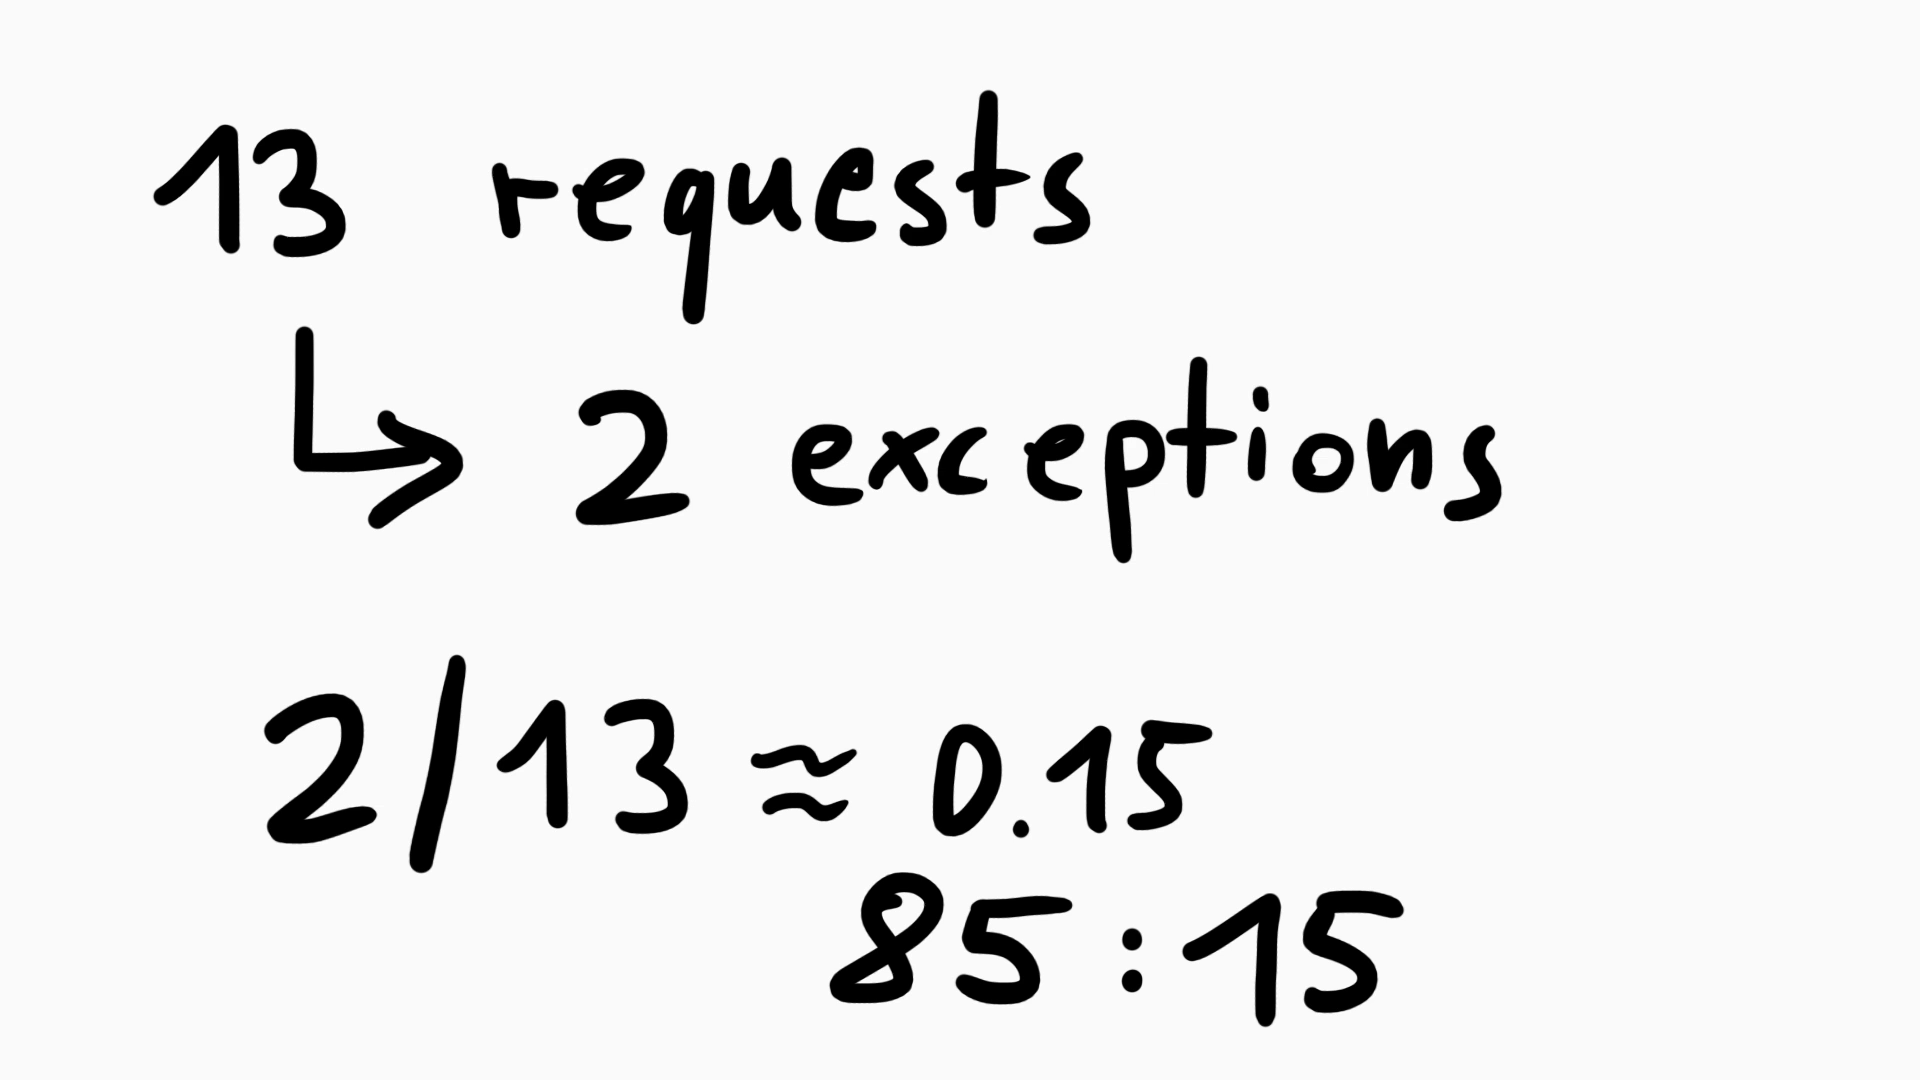 13 requests
↳ 2 exceptions
2/13 ≈ 0.15
85:15